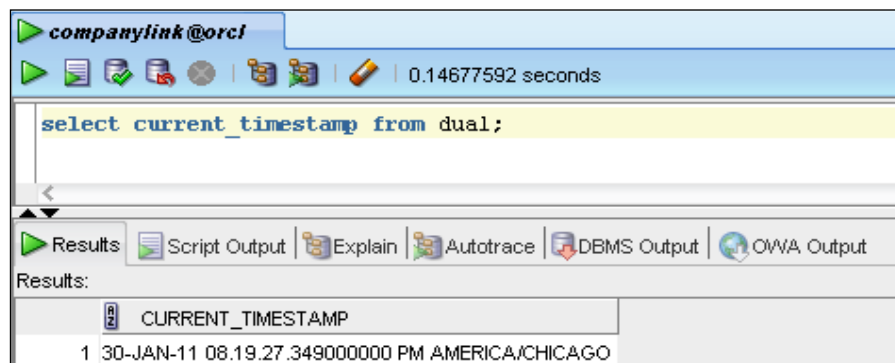 companylink@orcl
0.14677592 seconds
select current_timestamp from dual;
Results Script Output Explain Autotrace DBMS Output OWA Output
Results:
CURRENT_TIMESTAMP
1 30-JAN-11 08.19.27.349000000 PM AMERICA/CHICAGO